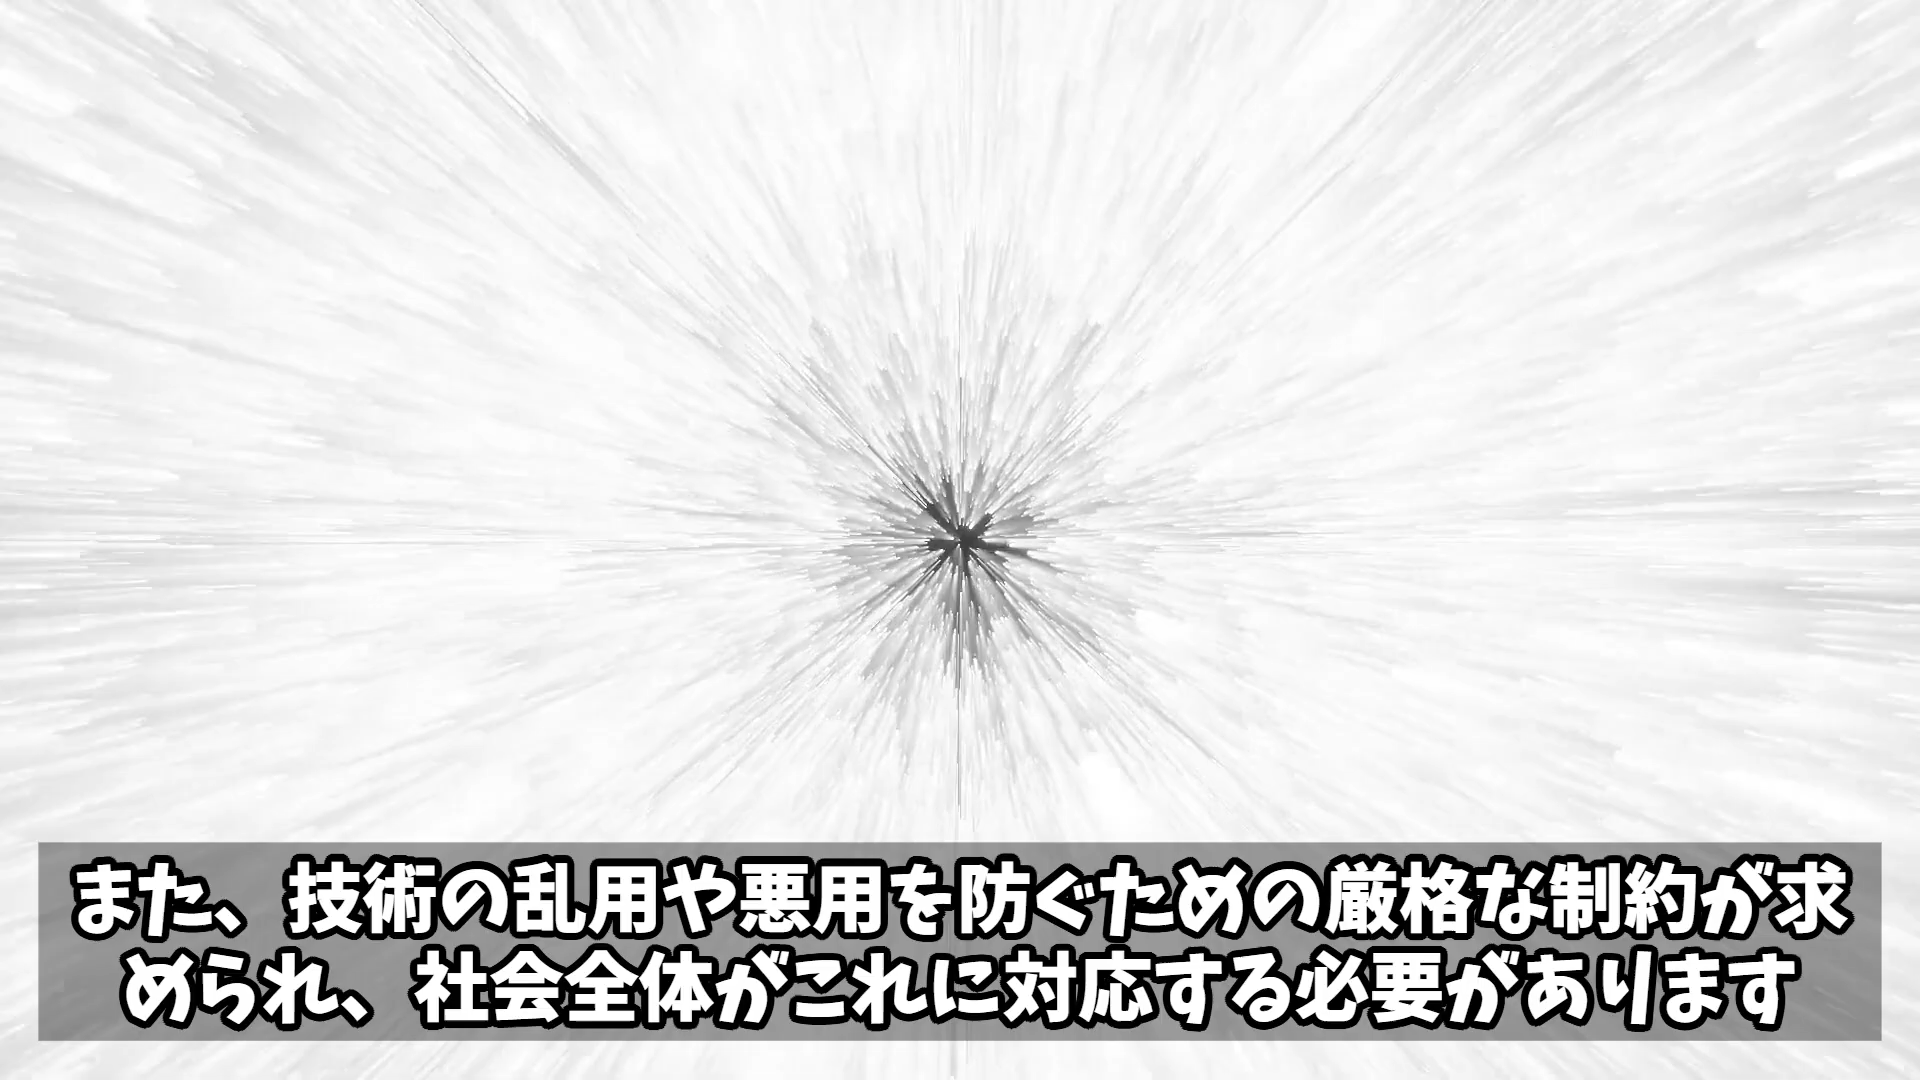 また、技術の乱用や悪用を防ぐための厳格な制約が求
められ、社会全体がこれに対応する必要があります